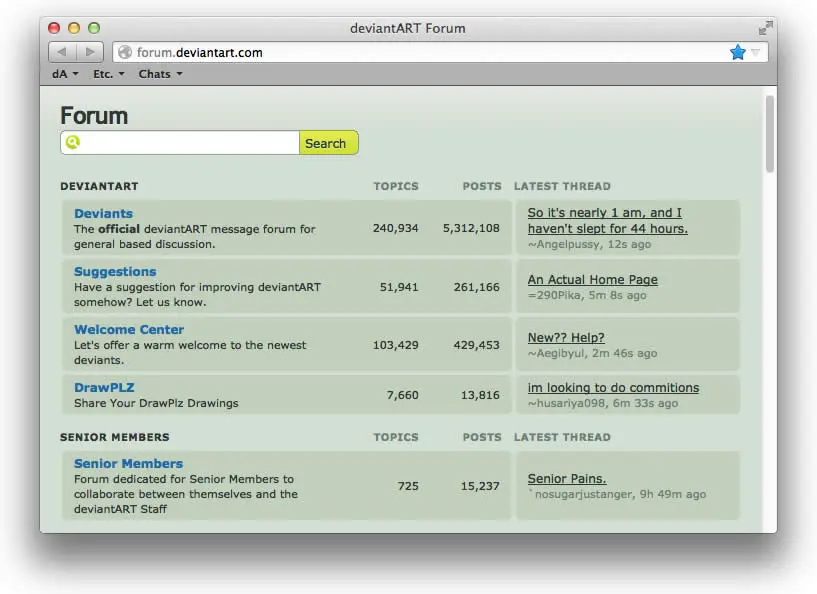 deviantART Forum
forum.deviantart.com
dA Etc. Chats
Forum
Search
DEVIANTART TOPICS POSTS LATEST THREAD
Deviants
The official deviantART message forum for
general based discussion.
240,934 5,312,108
So it's nearly 1 am, and I
haven't slept for 44 hours.
~Angelpussy, 12s ago
Suggestions
Have a suggestion for improving deviantART
somehow? Let us know.
51,941 261,166
An Actual Home Page
=290Pika, 5m 8s ago
Welcome Center
Let's offer a warm welcome to the newest
deviants.
103,429 429,453
New?? Help?
~Aegibyul, 2m 46s ago
DrawPLZ
Share Your DrawPlz Drawings
7,660 13,816
im looking to do commitions
~husariya098, 6m 33s ago
SENIOR MEMBERS TOPICS POSTS LATEST THREAD
Senior Members
Forum dedicated for Senior Members to
collaborate between themselves and the
deviantART Staff
725 15,237
Senior Pains.
`nosugarjustanger, 9h 49m ago